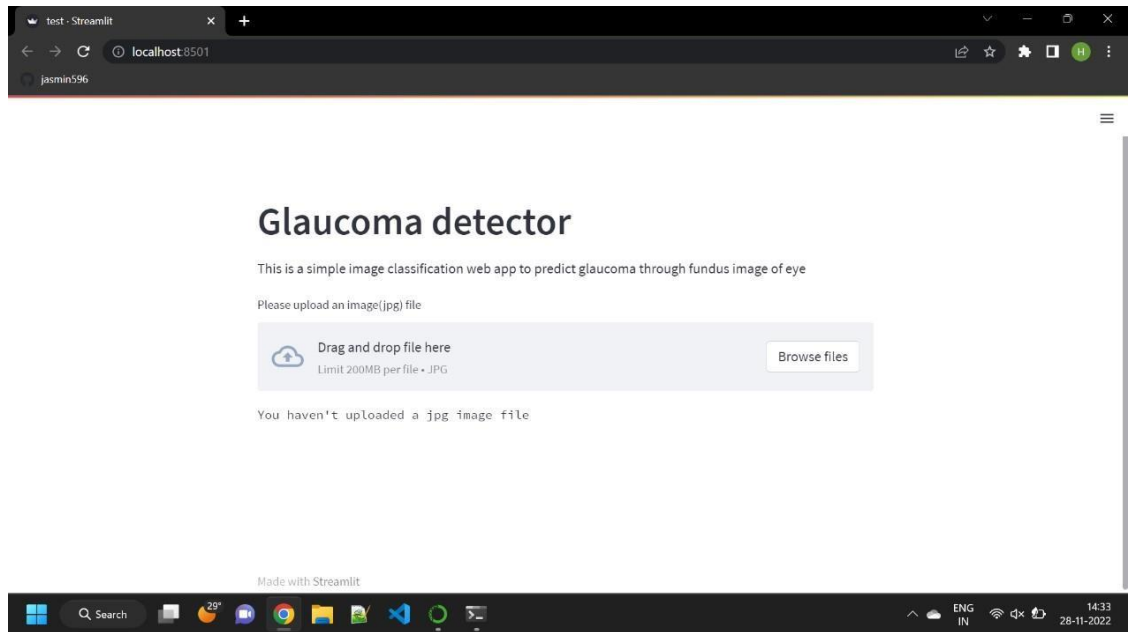 test · Streamlit
localhost:8501
H
jasmin596
Glaucoma detector
This is a simple image classification web app to predict glaucoma through fundus image of eye
Please upload an image(jpg) file
Drag and drop file here
Limit 200MB per file • JPG
Browse files
You haven't uploaded a jpg image file
Made with Streamlit
Search
29°
ENG
IN
14:33
28-11-2022